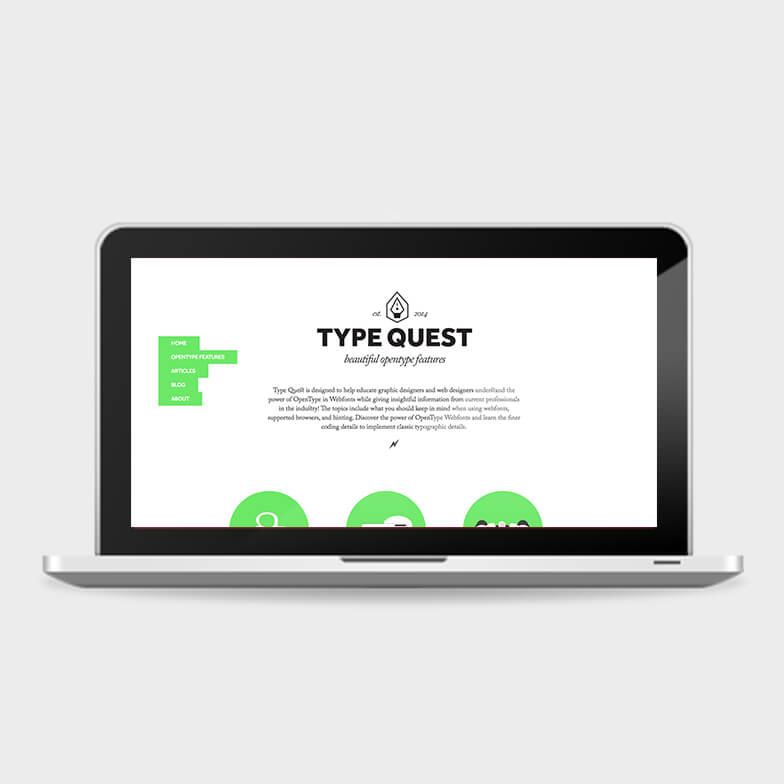 est. 2014
TYPE QUEST
beautiful opentype features
HOME
OPENTYPE FEATURES
ARTICLES
BLOG
ABOUT
Type Quest is designed to help educate graphic designers and web designers understand the
power of OpenType in Webfonts while giving insightful information from current professionals
in the industry! The topics include what you should keep in mind when using webfonts,
supported browsers, and hinting. Discover the power of OpenType Webfonts and learn the finer
coding details to implement classic typographic details.